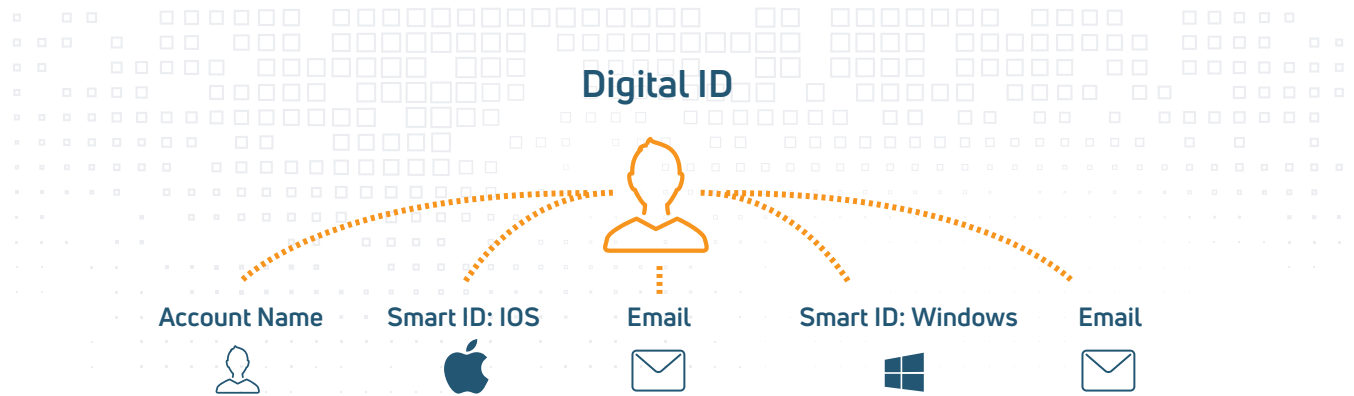 Digital ID
Account Name
Smart ID: IOS
Email
Smart ID: Windows
Email